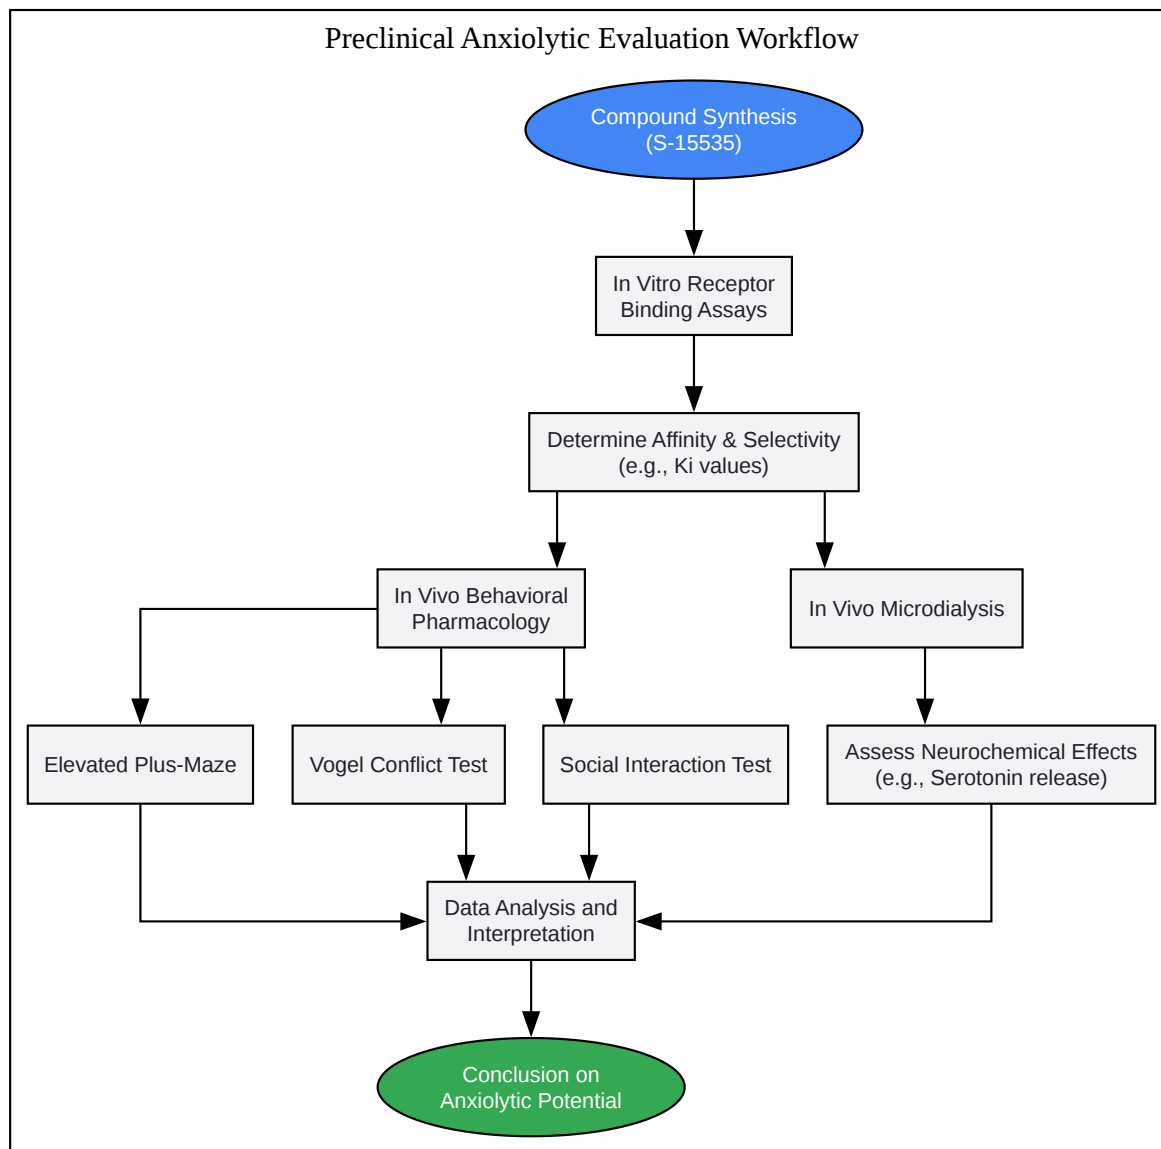 Preclinical Anxiolytic Evaluation Workflow
Compound Synthesis
(S-15535)
In Vitro Receptor
Binding Assays
Determine Affinity & Selectivity
(e.g., Ki values)
In Vivo Behavioral
Pharmacology
In Vivo Microdialysis
Elevated Plus-Maze
Vogel Conflict Test
Social Interaction Test
Assess Neurochemical Effects
(e.g., Serotonin release)
Data Analysis and
Interpretation
Conclusion on
Anxiolytic Potential